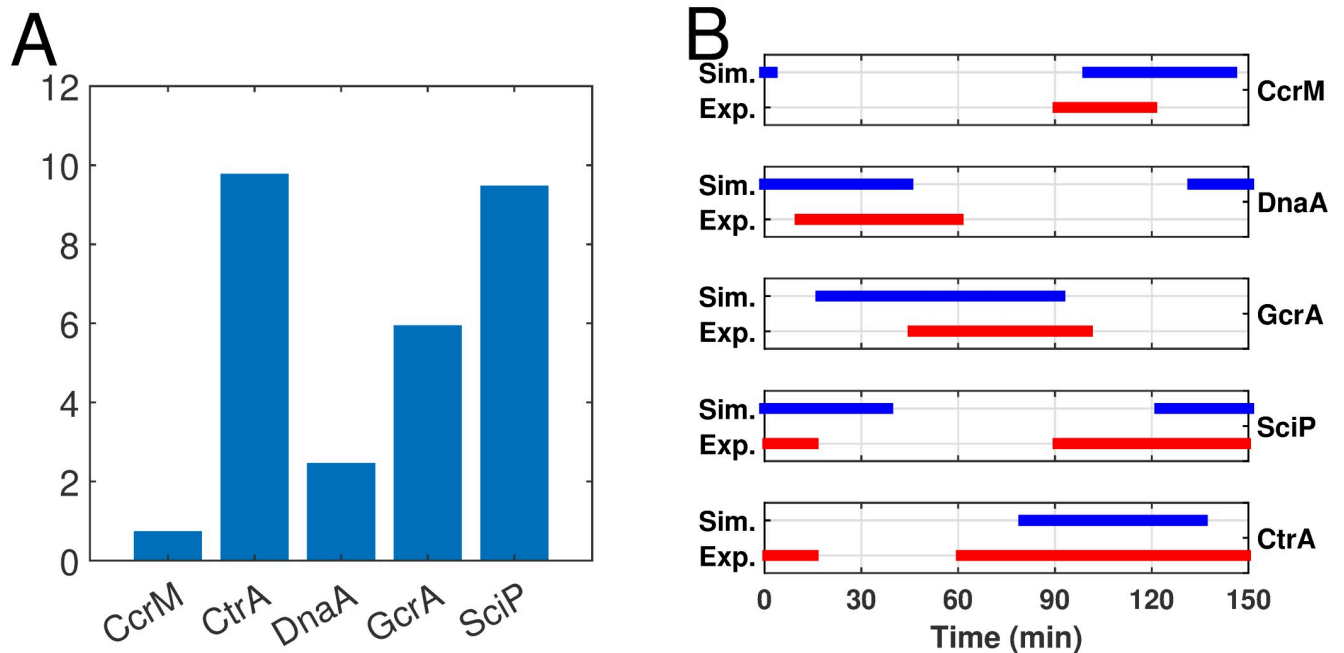 A
12
10
8
6
4
2
0
CcrM CtrA DnaA GcrA SciP
B
Sim.
Exp.
CcrM
Sim.
Exp.
DnaA
Sim.
Exp.
GcrA
Sim.
Exp.
SciP
Sim.
Exp.
CtrA
0 30 60 90 120 150
Time (min)